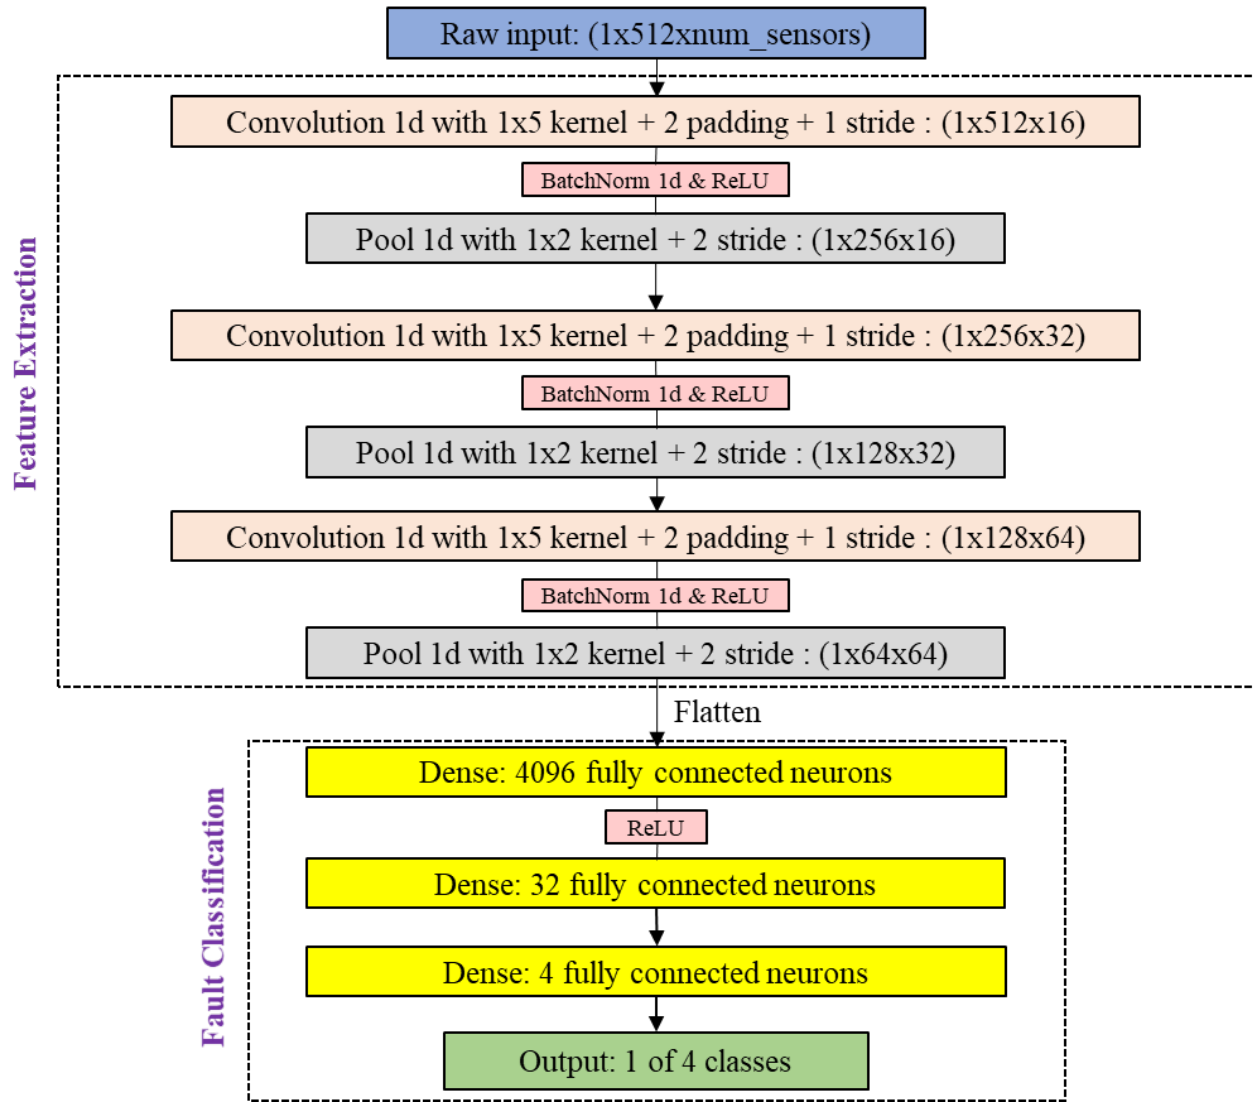 Raw input: (1x512xnum_sensors)
Convolution 1d with 1x5 kernel + 2 padding + 1 stride : (1x512x16)
BatchNorm 1d & ReLU
Pool 1d with 1x2 kernel + 2 stride : (1x256x16)
Convolution 1d with 1x5 kernel + 2 padding + 1 stride : (1x256x32)
BatchNorm 1d & ReLU
Pool 1d with 1x2 kernel + 2 stride : (1x128x32)
Convolution 1d with 1x5 kernel + 2 padding + 1 stride : (1x128x64)
BatchNorm 1d & ReLU
Pool 1d with 1x2 kernel + 2 stride : (1x64x64)
Feature Extraction
Flatten
Dense: 4096 fully connected neurons
ReLU
Dense: 32 fully connected neurons
Dense: 4 fully connected neurons
Output: 1 of 4 classes
Fault Classification